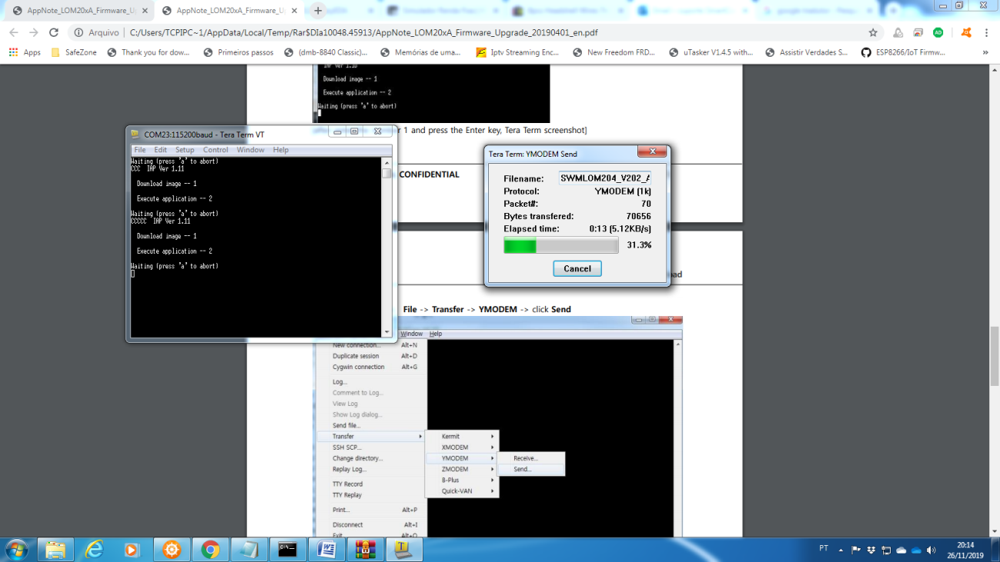 AppNote_LOM20xA_Firmware_U
AppNote_LOM20xA_Firmware_U
Arquivo
C:/Users/TCPIPC~1/AppData/Local/Temp/Rar$DIa10048.45913/AppNote_LOM20xA_Firmware_Upgrade_20190401_en.pdf
Apps
SafeZone
Thank you for dow...
Primeiros passos
(dmb-8840 Classic)...
Memórias de uma...
Iptv Streaming Enc...
New Freedom FRD...
uTasker V1.4.5 with...
Assistir Verdades S...
ESP8266/IoT Firmw...
»
IAP Ver 1.10
Download image -- 1
Execute application -- 2
Waiting (press 'a' to abort)
r 1 and press the Enter key, Tera Term screenshot]
COM23:115200baud - Tera Term VT
File Edit Setup Control Window Help
Waiting (press 'a' to abort)
CCC IAP Ver 1.11
Download image -- 1
Execute application -- 2
Waiting (press 'a' to abort)
CCCCC IAP Ver 1.11
Download image -- 1
Execute application -- 2
Waiting (press 'a' to abort)
CONFIDENTIAL
Tera Term: YMODEM Send
Filename: SWMLOM204_V202_A
Protocol: YMODEM (1k)
Packet#: 70
Bytes transfered: 70656
Elapsed time: 0:13 (5.12KB/s)
31.3%
Cancel
ad
File -> Transfer -> YMODEM -> click Send
Window Help
New connection... Alt+N
Duplicate session Alt+D
Cygwin connection Alt+G
Log...
Comment to Log...
View Log
Show Log dialog...
Send file...
Transfer
SSH SCP...
Change directory...
Replay Log...
TTY Record
TTY Replay
Print... Alt+P
Disconnect Alt+I
Exit Alt+Q
Kermit
XMODEM
YMODEM
ZMODEM
B-Plus
Quick-VAN
Receive...
Send...
PT
20:14
26/11/2019